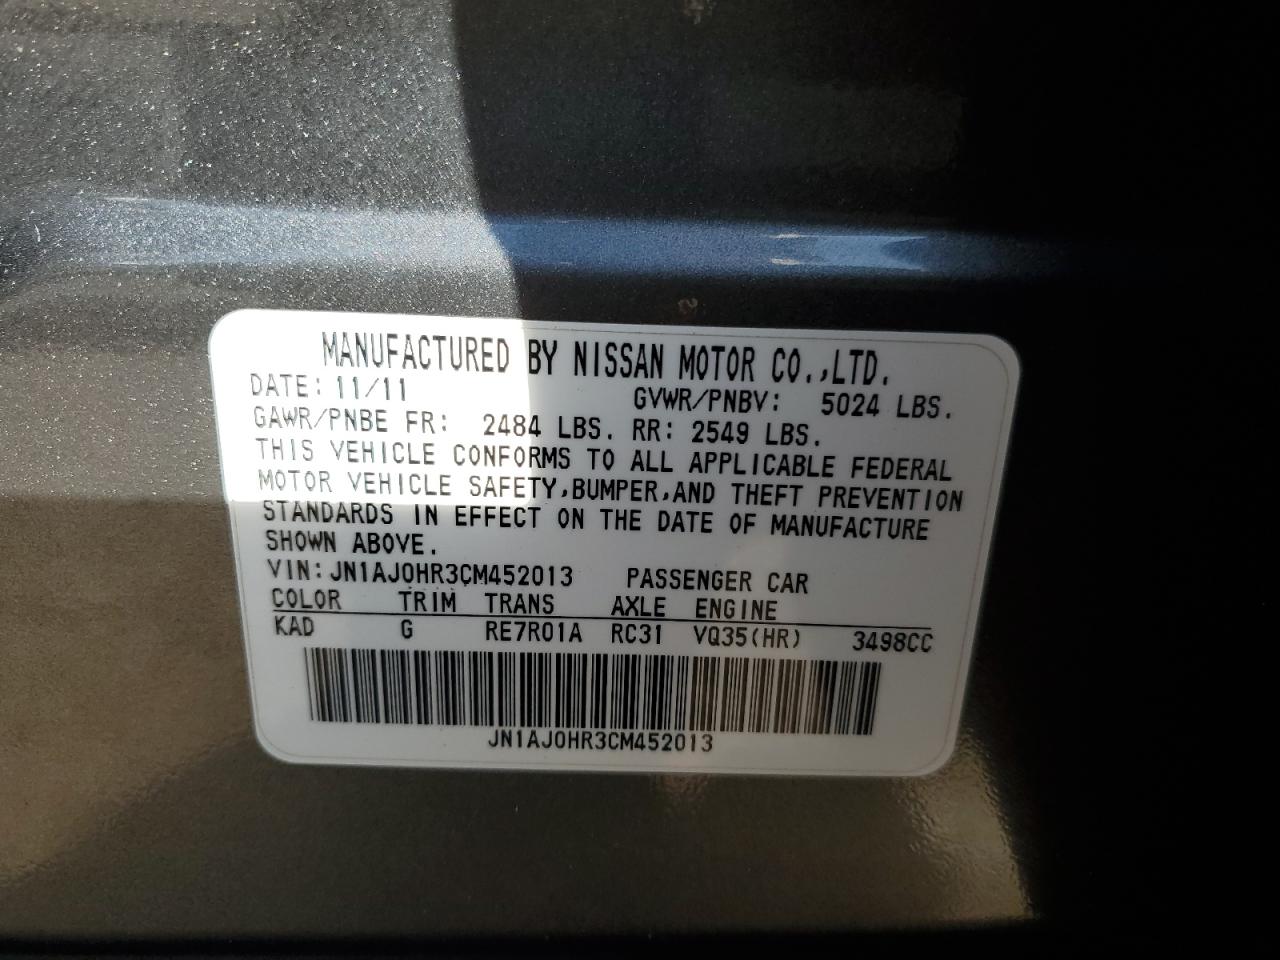 MANUFACTURED BY NISSAN MOTOR CO.,LTD.
DATE: 11/11 GVWR/PNBV: 5024 LBS.
GAWR/PNBE FR: 2484 LBS. RR: 2549 LBS.
THIS VEHICLE CONFORMS TO ALL APPLICABLE FEDERAL
MOTOR VEHICLE SAFETY,BUMPER,AND THEFT PREVENTION
STANDARDS IN EFFECT ON THE DATE OF MANUFACTURE
SHOWN ABOVE.
VIN:JN1AJ0HR3CM452013 PASSENGER CAR
COLOR TRIM TRANS AXLE ENGINE
KAD G RE7R01A RC31 VQ35(HR) 3498CC
JN1AJ0HR3CM452013